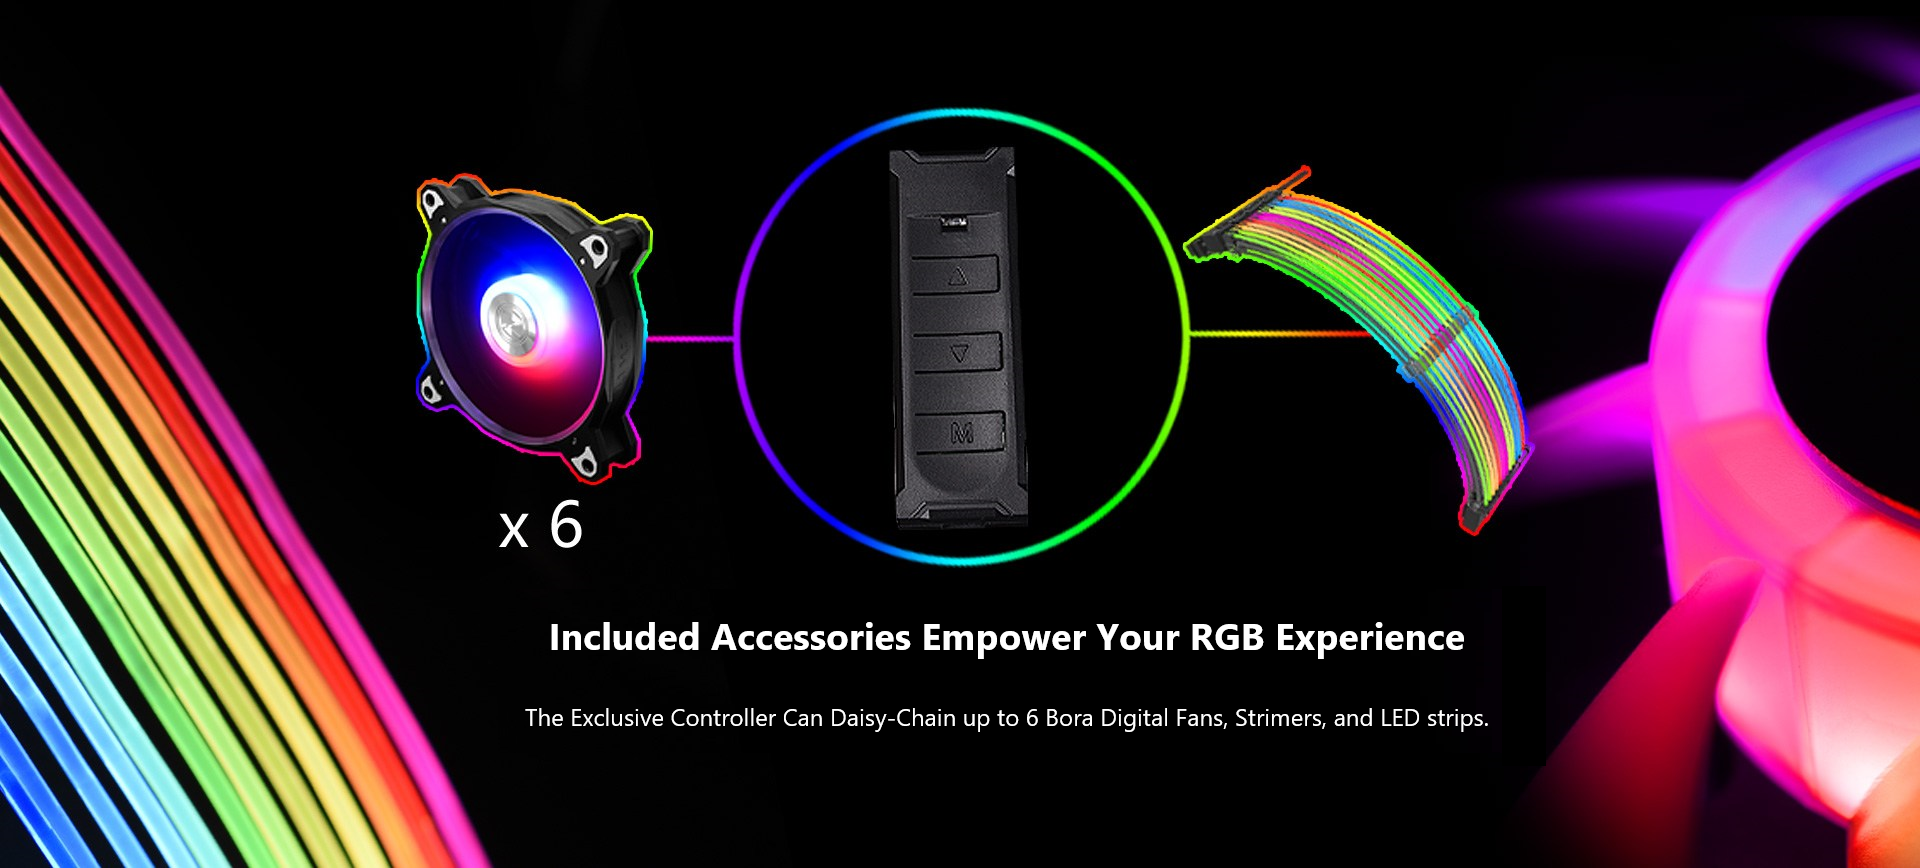 M
x 6
Included Accessories Empower Your RGB Experience
The Exclusive Controller Can Daisy-Chain up to 6 Bora Digital Fans, Strimers, and LED strips.